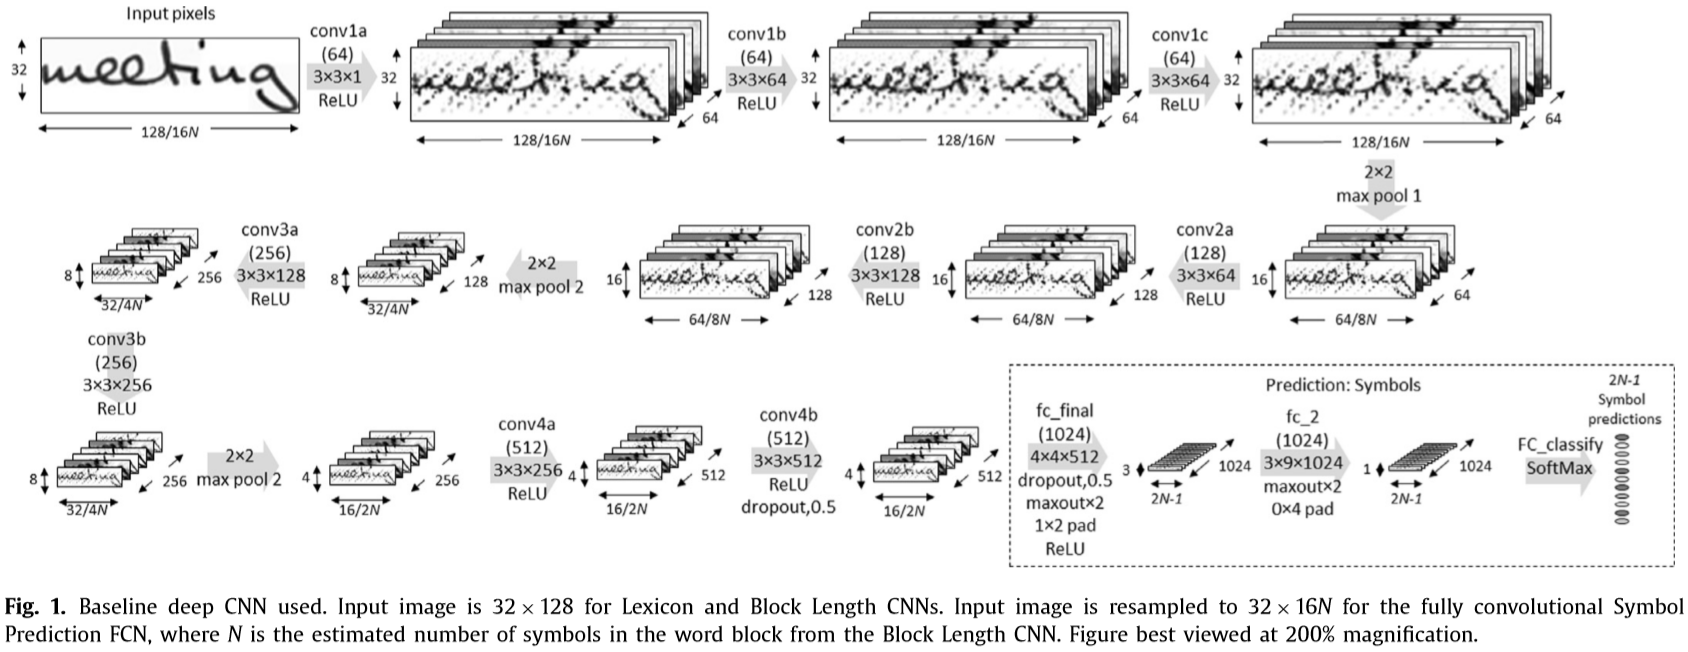 Input pixels
meeting
32
128/16N
conv1a
(64)
3×3×1
ReLU
32
128/16N
64
conv1b
(64)
3×3×64
ReLU
32
128/16N
64
conv1c
(64)
3×3×64
ReLU
32
128/16N
64
2×2
max pool 1
16
64/8N
64
conv2a
(128)
3×3×64
ReLU
16
64/8N
128
conv2b
(128)
3×3×128
ReLU
16
64/8N
128
2×2
max pool 2
8
32/4N
128
conv3a
(256)
3×3×128
ReLU
8
32/4N
256
conv3b
(256)
3×3×256
ReLU
8
32/4N
256
2×2
max pool 2
4
16/2N
256
conv4a
(512)
3×3×256
ReLU
4
16/2N
512
conv4b
(512)
3×3×512
ReLU
dropout,0.5
4
16/2N
512
Prediction: Symbols
fc_final
(1024)
4×4×512
dropout,0.5
maxout×2
1×2 pad
ReLU
3
2N-1
1024
fc_2
(1024)
3×9×1024
maxout×2
0×4 pad
1
2N-1
1024
FC_classify
SoftMax
2N-1
Symbol
predictions
Fig. 1. Baseline deep CNN used. Input image is 32 × 128 for Lexicon and Block Length CNNs. Input image is resampled to 32 × 16N for the fully convolutional Symbol
Prediction FCN, where N is the estimated number of symbols in the word block from the Block Length CNN. Figure best viewed at 200% magnification.